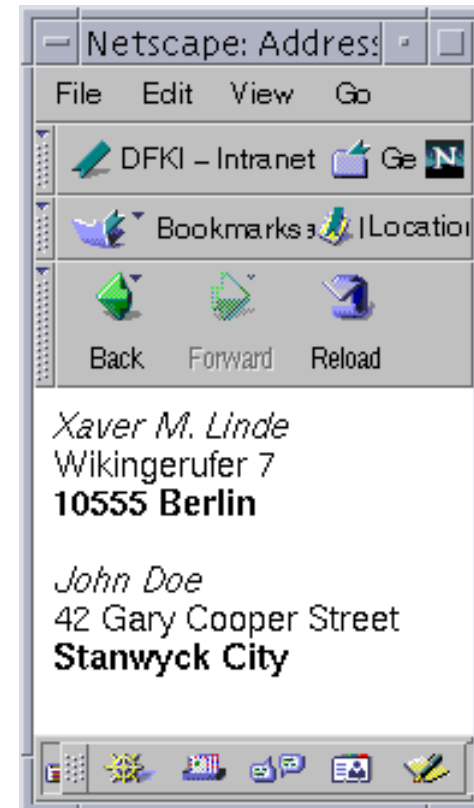 Netscape: Address
File Edit View Go
DFKI – Intranet Ge N
Bookmarks Location
Back Forward Reload
Xaver M. Linde
Wikingerufer 7
10555 Berlin
John Doe
42 Gary Cooper Street
Stanwyck City